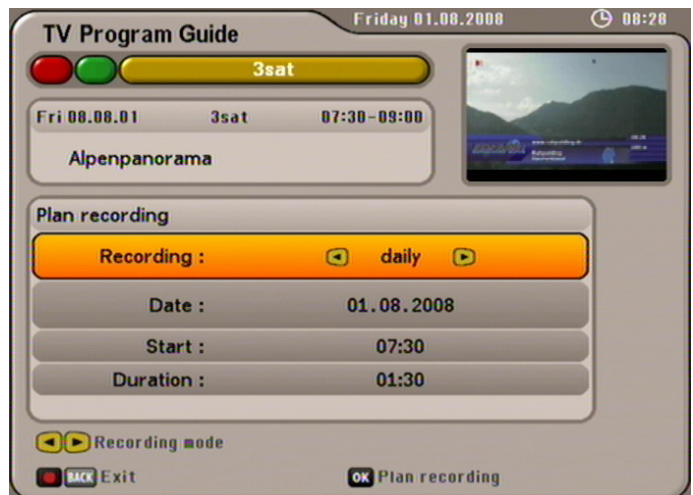 TV Program Guide
Friday 01.08.2008
08:28
3sat
Fri 08.08.01 3sat 07:30-09:00
Alpenpanorama
Plan recording
Recording : daily
Date : 01.08.2008
Start : 07:30
Duration : 01:30
Recording mode
BACK Exit
OK Plan recording